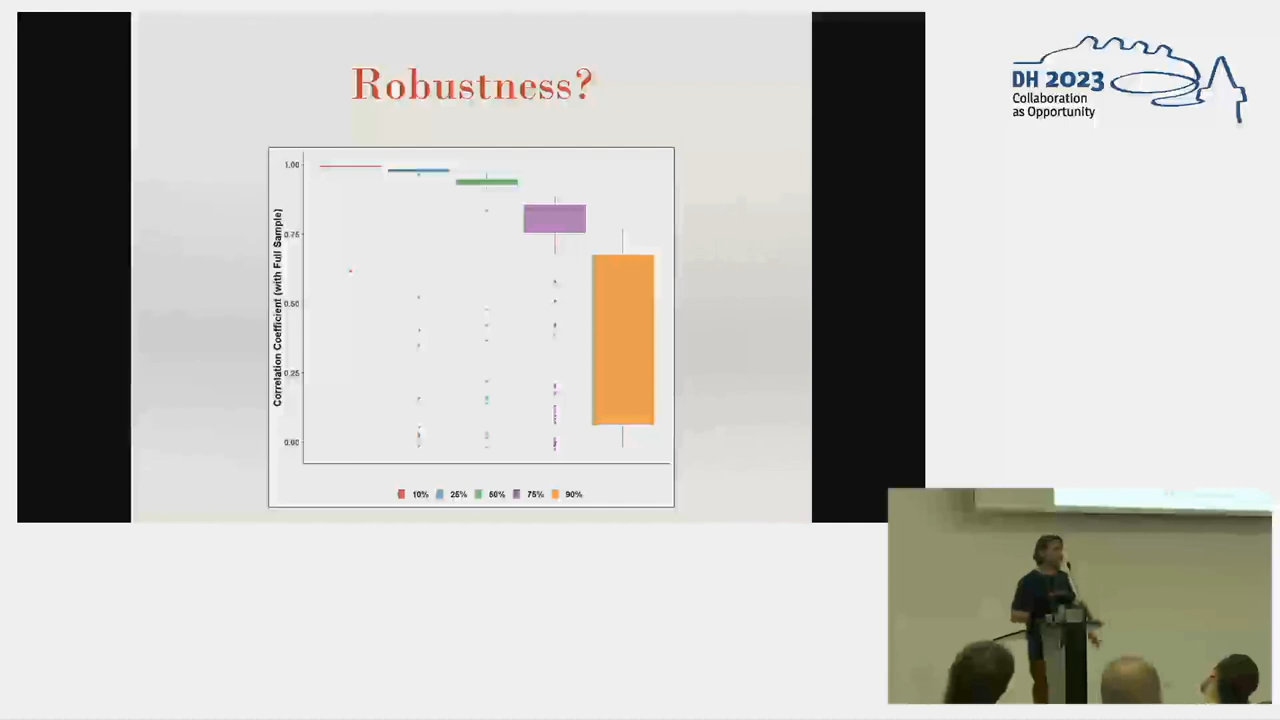 Robustness?
Correlation Coefficient (with Full Sample)
1.00
0.75
0.50
0.25
0.00
10% 25% 50% 75% 90%
DH 2023
Collaboration
as Opportunity